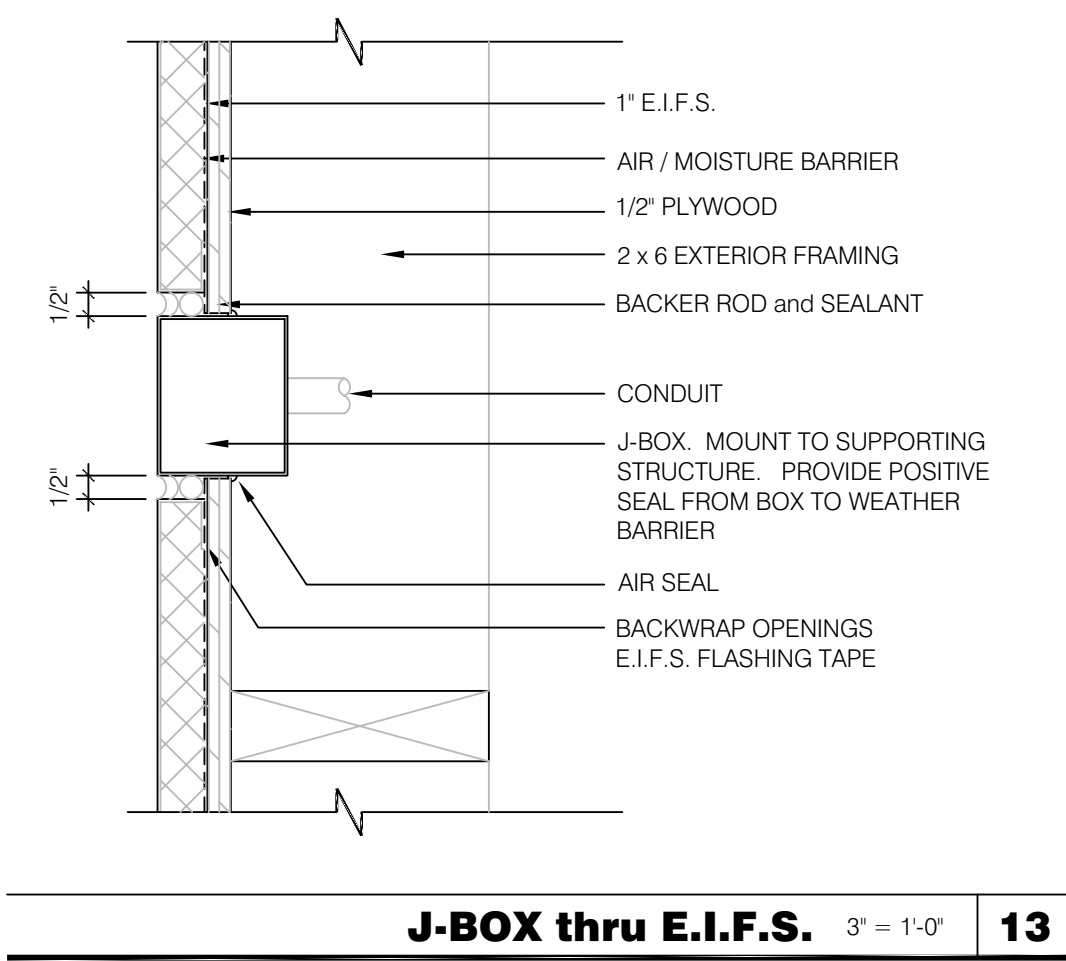 1" E.I.F.S.
AIR / MOISTURE BARRIER
1/2" PLYWOOD
2 x 6 EXTERIOR FRAMING
1/2"
BACKER ROD and SEALANT
CONDUIT
J-BOX. MOUNT TO SUPPORTING
STRUCTURE. PROVIDE POSITIVE
SEAL FROM BOX TO WEATHER
BARRIER
1/2"
AIR SEAL
BACKWRAP OPENINGS
E.I.F.S. FLASHING TAPE
J-BOX thru E.I.F.S. 3" = 1'-0" 13